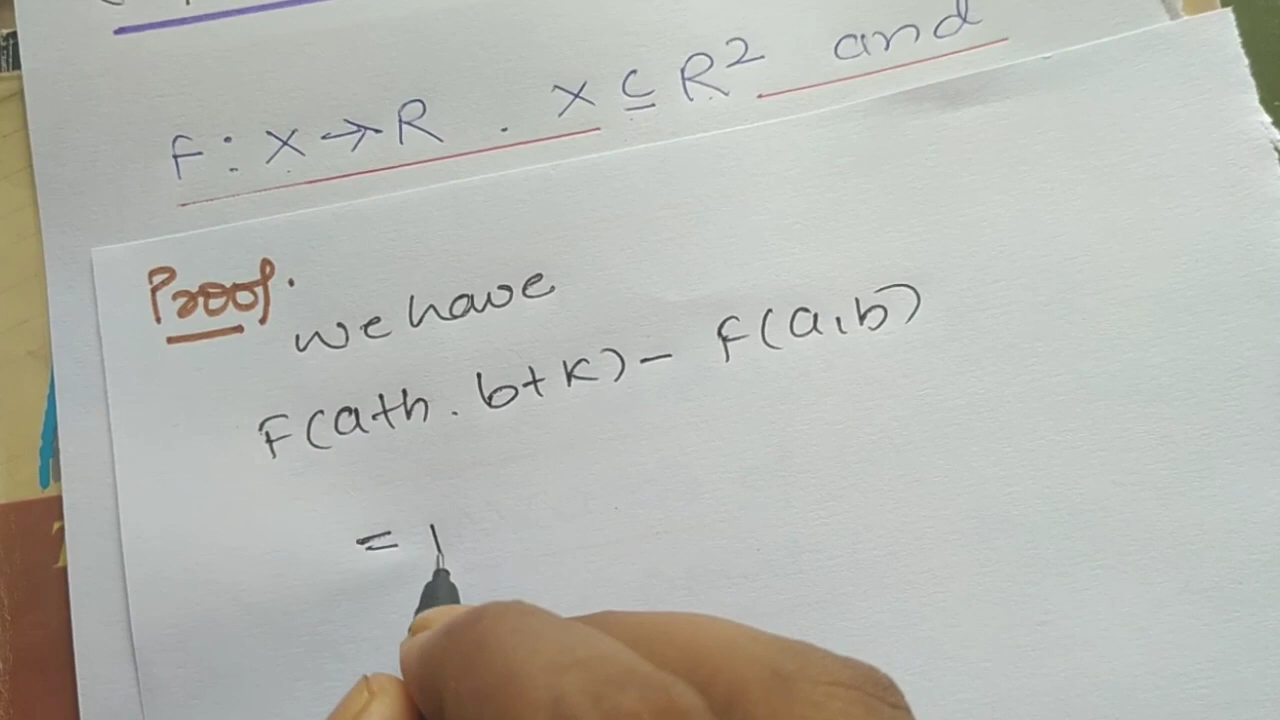 F : X → R . X ⊆ R² and
Proof.
we have
F(a+h . b+k) - F(a,b)
=